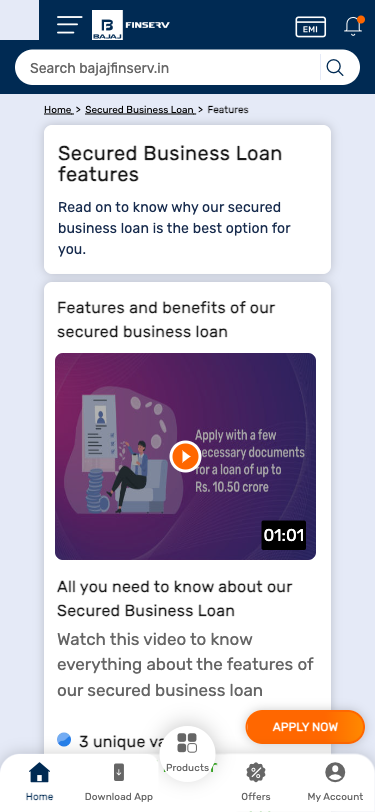 BAJAJ FINSERV
EMI
Search bajajfinserv.in
Home > Secured Business Loan > Features
Secured Business Loan
features
Read on to know why our secured
business loan is the best option for
you.
Features and benefits of our
secured business loan
Apply with a few
necessary documents
for a loan of up to
Rs. 10.50 crore
01:01
All you need to know about our
Secured Business Loan
Watch this video to know
everything about the features of
our secured business loan
APPLY NOW
3 unique va
Products
Home
Download App
Offers
My Account